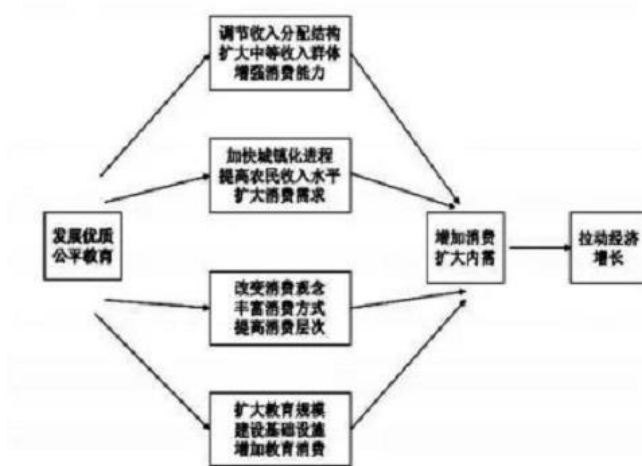 调节收入分配结构
扩大中等收入群体
增强消费能力
加快城镇化进程
提高农民收入水平
扩大消费需求
发展优质
公平教育
增加消费
扩大内需
拉动经济
增长
改变消费观念
丰富消费方式
提高消费层次
扩大教育规模
建设基础设施
增加教育消费